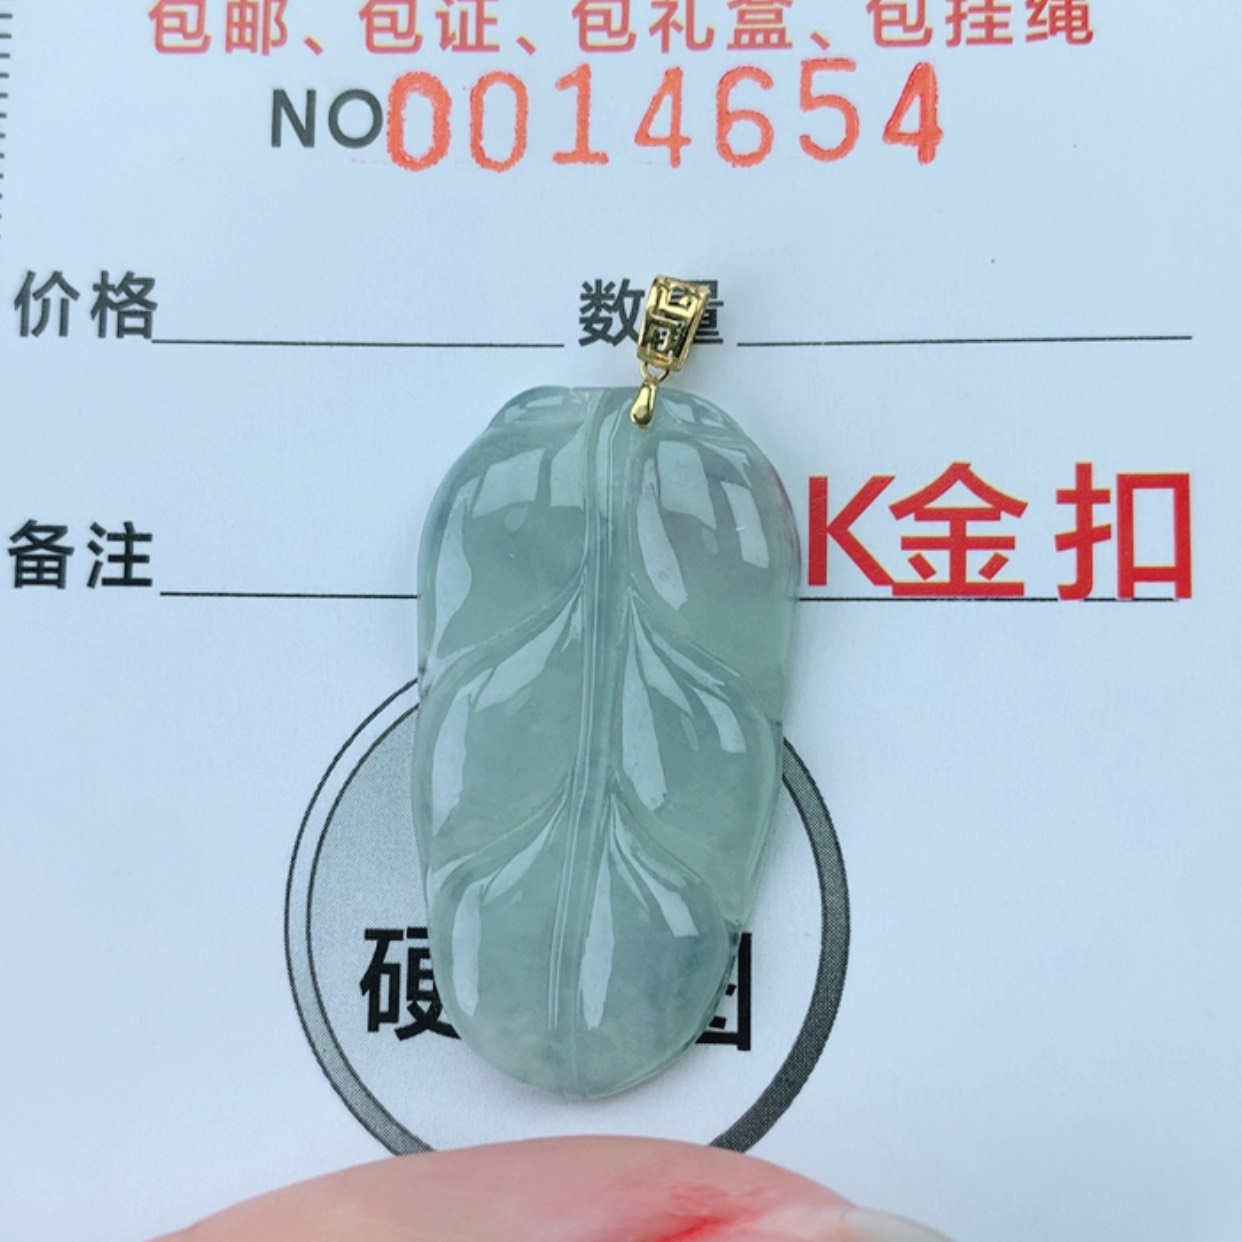 包邮、包证、包礼盒、包挂绳
NO0014654
价格 数量
备注 K金扣
硬